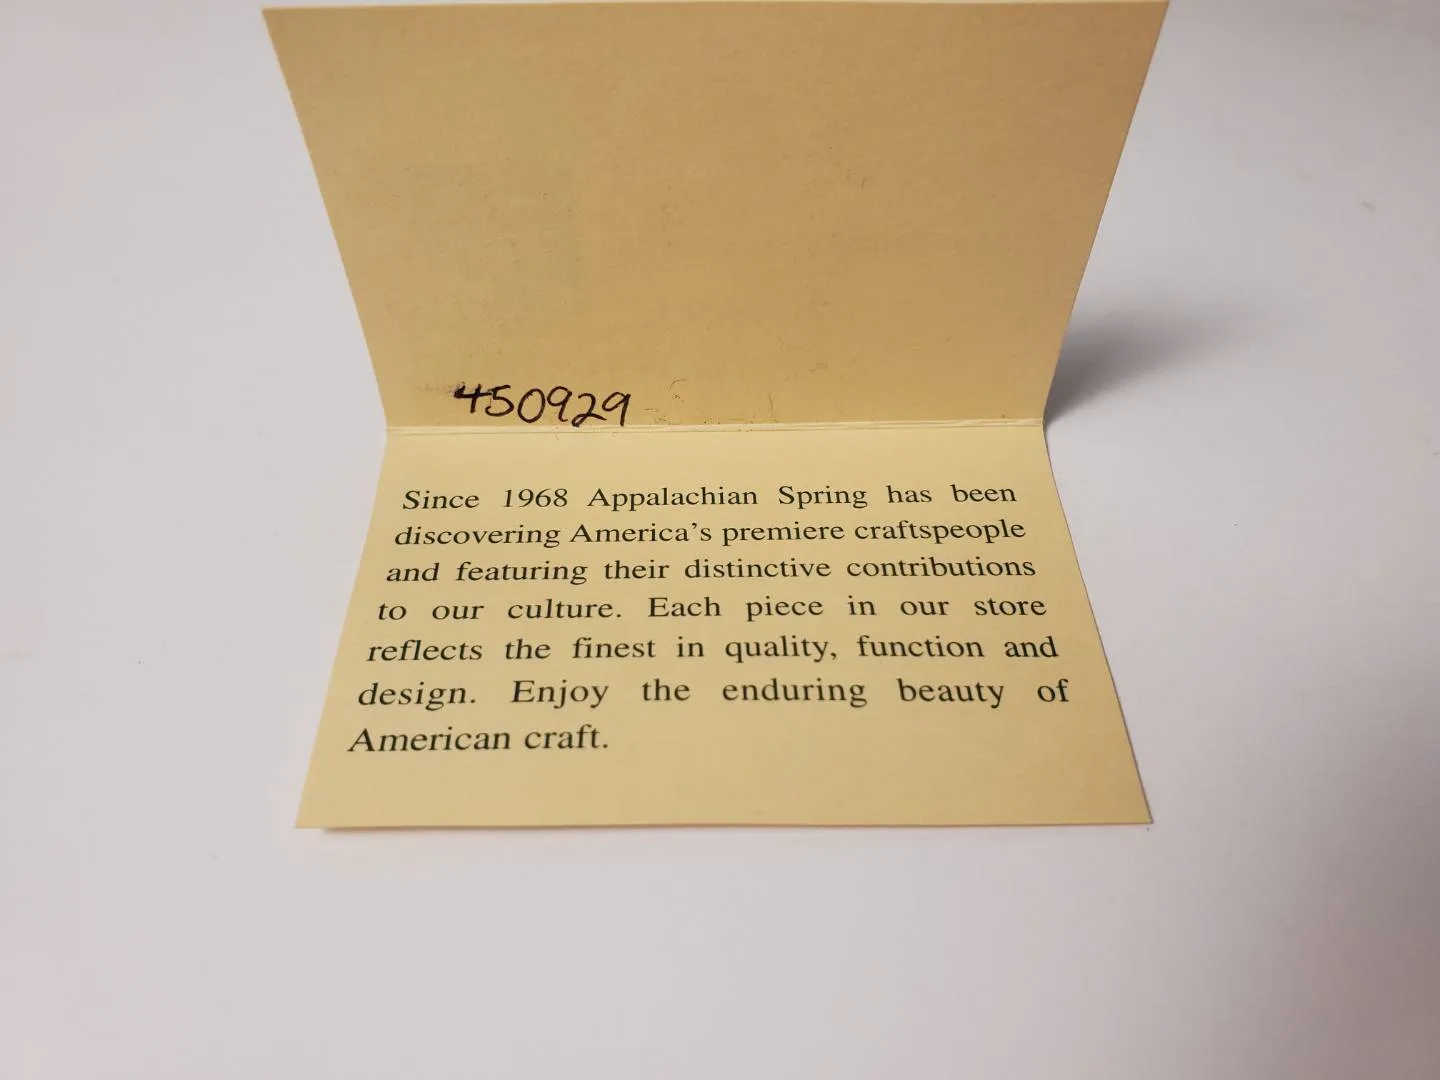 450929
Since 1968 Appalachian Spring has been
discovering America's premiere craftspeople
and featuring their distinctive contributions
to our culture. Each piece in our store
reflects the finest in quality, function and
design. Enjoy the enduring beauty of
American craft.